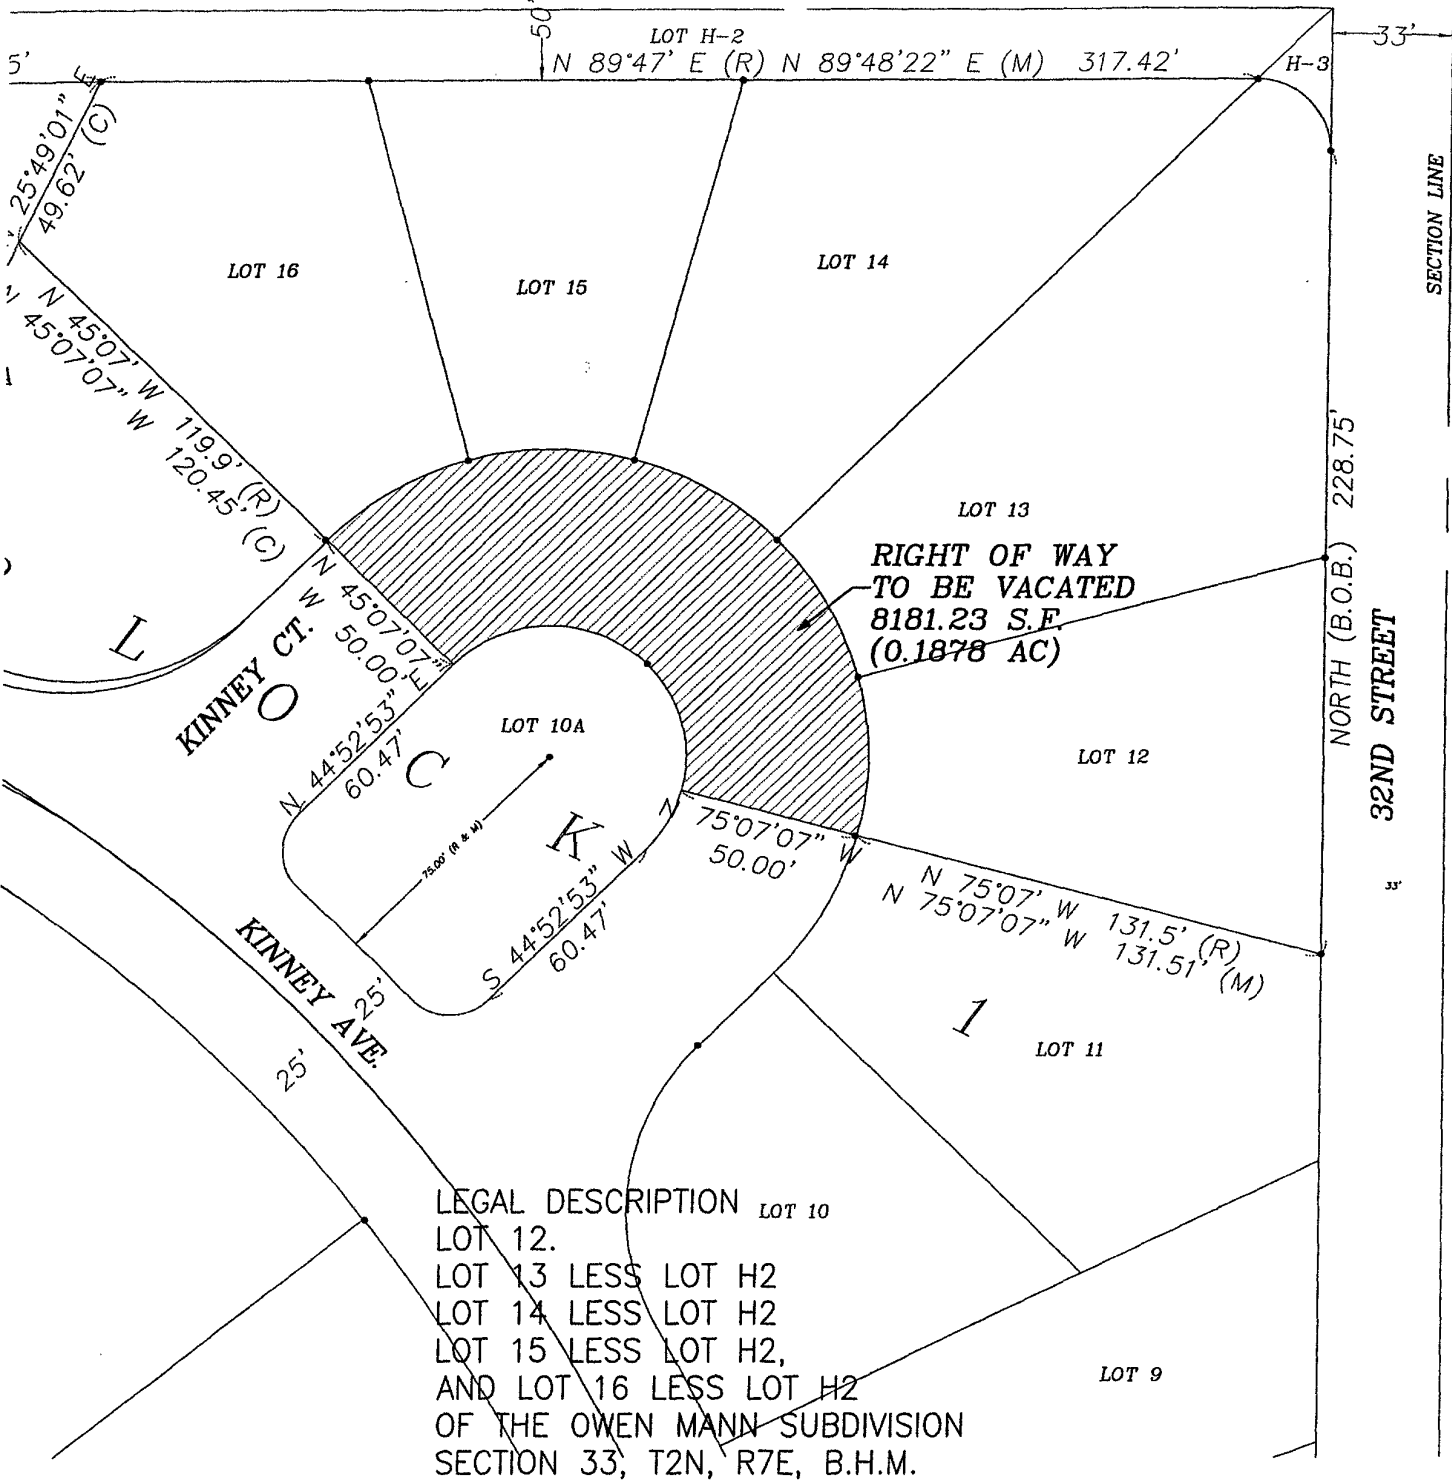 50'
LOT H-2
33'
5'
N 89°47' E (R) N 89°48'22" E (M) 317.42'
H-3
25°49'01" E
49.62' (C)
SECTION LINE
LOT 16
LOT 15
LOT 14
N 45°07' W 119.9' (R)
45°07'07" W 120.45' (C)
LOT 13
RIGHT OF WAY
TO BE VACATED
8181.23 S.F.
(0.1878 AC)
NORTH (B.O.B.) 228.75'
32ND STREET
N 45°07'07"
W 50.00'
KINNEY CT.
L
O
C
K
LOT 10A
N 44°52'53" E
60.47'
75.00' (R & M)
LOT 12
N 75°07'07" W
50.00'
S 44°52'53" W
60.47'
N 75°07' W 131.5' (R)
N 75°07'07" W 131.51' (M)
33'
KINNEY AVE.
25'
25'
1
LOT 11
LOT 10
LEGAL DESCRIPTION
LOT 12.
LOT 13 LESS LOT H2
LOT 14 LESS LOT H2
LOT 15 LESS LOT H2,
AND LOT 16 LESS LOT H2
OF THE OWEN MANN SUBDIVISION
SECTION 33, T2N, R7E, B.H.M.
LOT 9